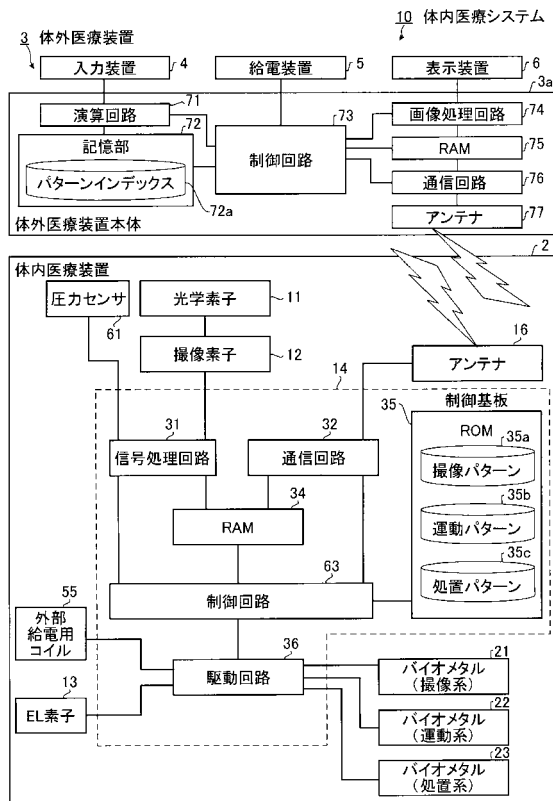 10 体内医療システム
3 体外医療装置
入力装置 4
給電装置 5
表示装置 6
3a
演算回路 71
記憶部 72
パターンインデックス
72a
制御回路 73
画像処理回路 74
RAM 75
通信回路 76
アンテナ 77
体外医療装置本体
2
体内医療装置
圧力センサ
61
光学素子 11
撮像素子 12
アンテナ 16
14
制御基板
信号処理回路 31
通信回路 32
RAM 34
制御回路 63
35
ROM
35a
撮像パターン
35b
運動パターン
35c
処置パターン
55
外部
給電用
コイル
13
EL素子
駆動回路 36
21
バイオメタル
(撮像系)
22
バイオメタル
(運動系)
23
バイオメタル
(処置系)